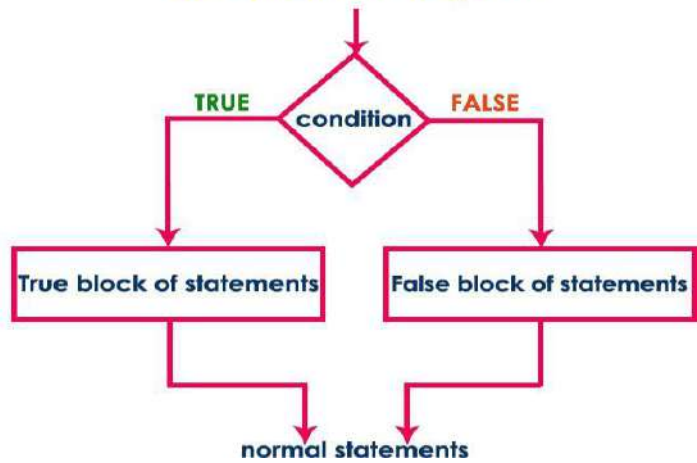 TRUE
FALSE
condition
True block of statements
False block of statements
normal statements